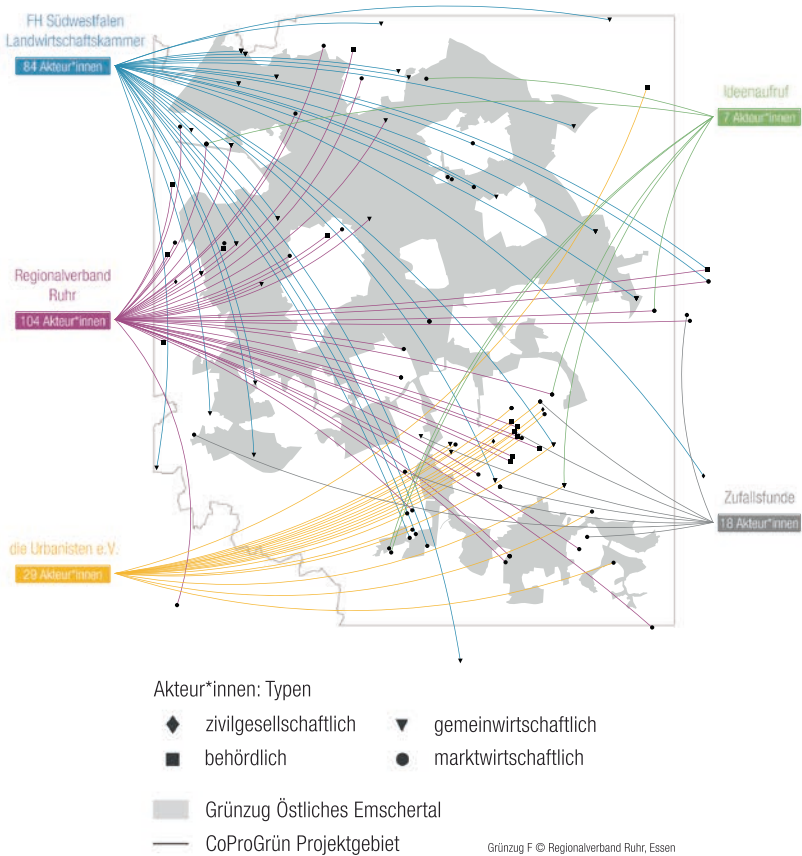 FH Südwestfalen
Landwirtschaftskammer
84 Akteur*innen
Ideenaufruf
7 Akteur*innen
Regionalverband
Ruhr
104 Akteur*innen
Zufallsfunde
18 Akteur*innen
die Urbanisten e.V.
29 Akteur*innen
Akteur*innen: Typen
zivilgesellschaftlich
gemeinwirtschaftlich
behördlich
marktwirtschaftlich
Grünzug Östliches Emschertal
CoProGrün Projektgebiet
Grünzug F © Regionalverband Ruhr, Essen